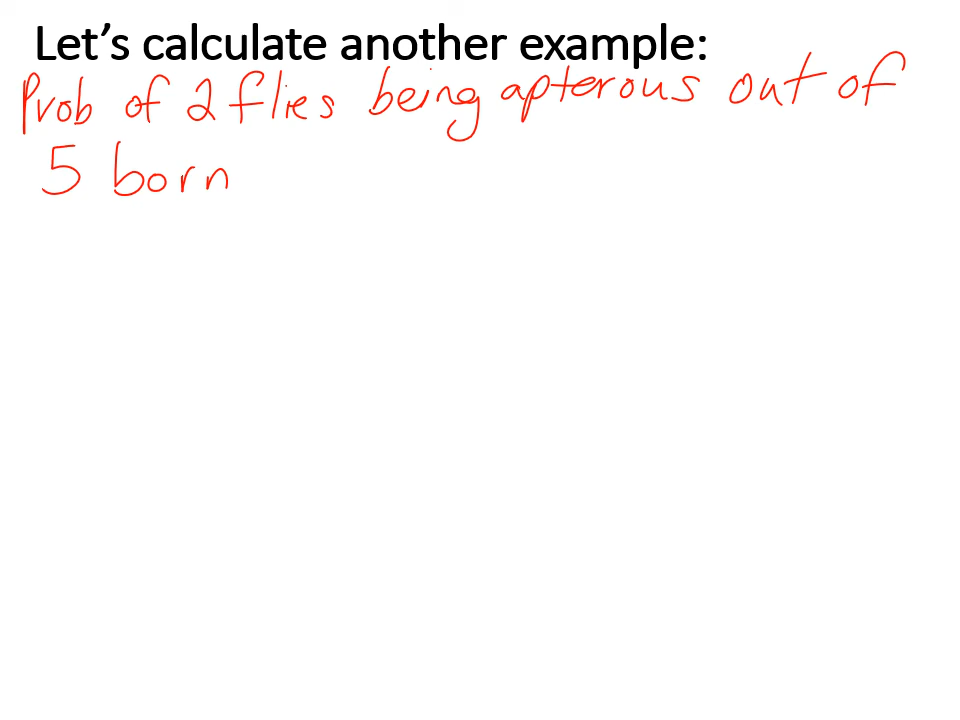 Let’s calculate another example:
Prob of 2 flies being apterous out of
5 born